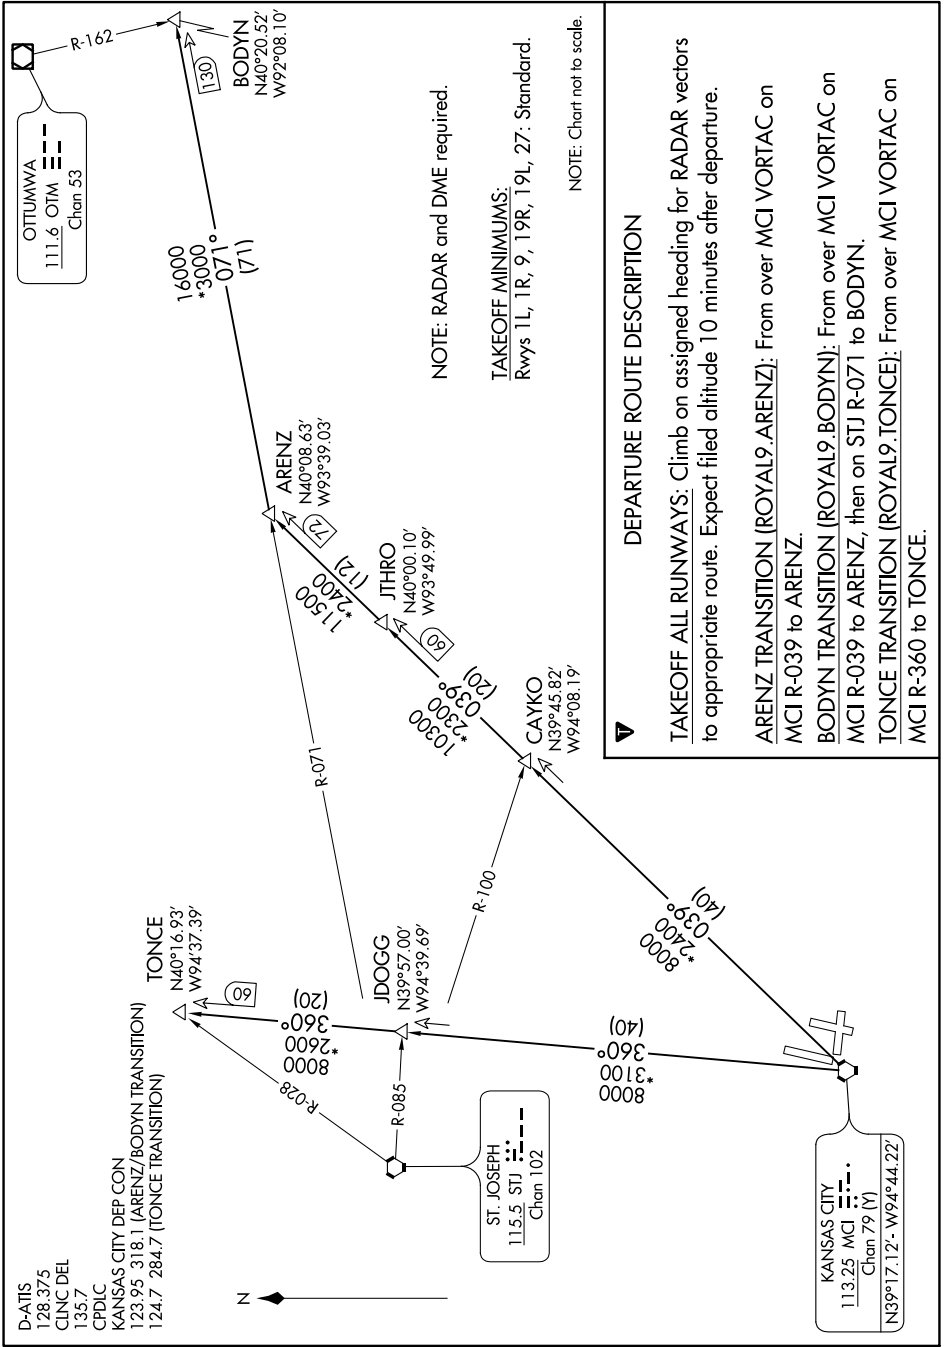 D-ATIS
128.375
CLNC DEL
135.7
CPDLC
KANSAS CITY DEP CON
123.95 318.1 (ARENZ/BODYN TRANSITION)
124.7 284.7 (TONCE TRANSITION)
N
TONCE
N40°16.93'
W94°37.39'
60
R-028
8000
*2600
360°
(20)
JDOGG
N39°57.00'
W94°39.69'
R-085
ST. JOSEPH
115.5 STJ
Chan 102
8000
*3100
360°
(40)
KANSAS CITY
113.25 MCI
Chan 79 (Y)
N39°17.12'- W94°44.22'
8000
*2400
039°
(40)
R-100
CAYKO
N39°45.82'
W94°08.19'
10300
*2300
039°
(20)
60
JTHRO
N40°00.10'
W93°49.99'
11500
*2400
(12)
72
ARENZ
N40°08.63'
W93°39.03'
R-071
16000
*3000
071°
(71)
OTTUMWA
111.6 OTM
Chan 53
R-162
130
BODYN
N40°20.52'
W92°08.10'
NOTE: RADAR and DME required.
TAKEOFF MINIMUMS:
Rwys 1L, 1R, 9, 19R, 19L, 27: Standard.
NOTE: Chart not to scale.
T
DEPARTURE ROUTE DESCRIPTION
TAKEOFF ALL RUNWAYS: Climb on assigned heading for RADAR vectors
to appropriate route. Expect filed altitude 10 minutes after departure.
ARENZ TRANSITION (ROYAL9.ARENZ): From over MCI VORTAC on
MCI R-039 to ARENZ.
BODYN TRANSITION (ROYAL9.BODYN): From over MCI VORTAC on
MCI R-039 to ARENZ, then on STJ R-071 to BODYN.
TONCE TRANSITION (ROYAL9.TONCE): From over MCI VORTAC on
MCI R-360 to TONCE.